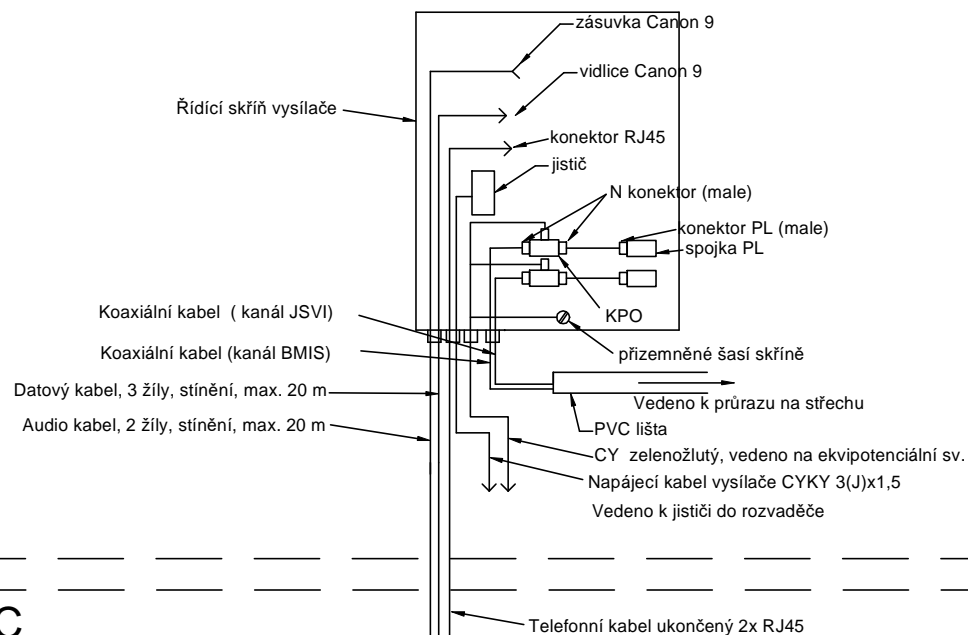 zásuvka Canon 9
vidlice Canon 9
Řídící skříň vysílače
konektor RJ45
jistič
N konektor (male)
konektor PL (male)
spojka PL
Koaxiální kabel ( kanál JSVI)
KPO
Koaxiální kabel (kanál BMIS)
přizemněné šasí skříně
Datový kabel, 3 žíly, stínění, max. 20 m
Vedeno k průrazu na střechu
Audio kabel, 2 žíly, stínění, max. 20 m
PVC lišta
CY zelenožlutý, vedeno na ekvipotenciální sv.
Napájecí kabel vysílače CYKY 3(J)x1,5
Vedeno k jističi do rozvaděče
C
Telefonní kabel ukončený 2x RJ45